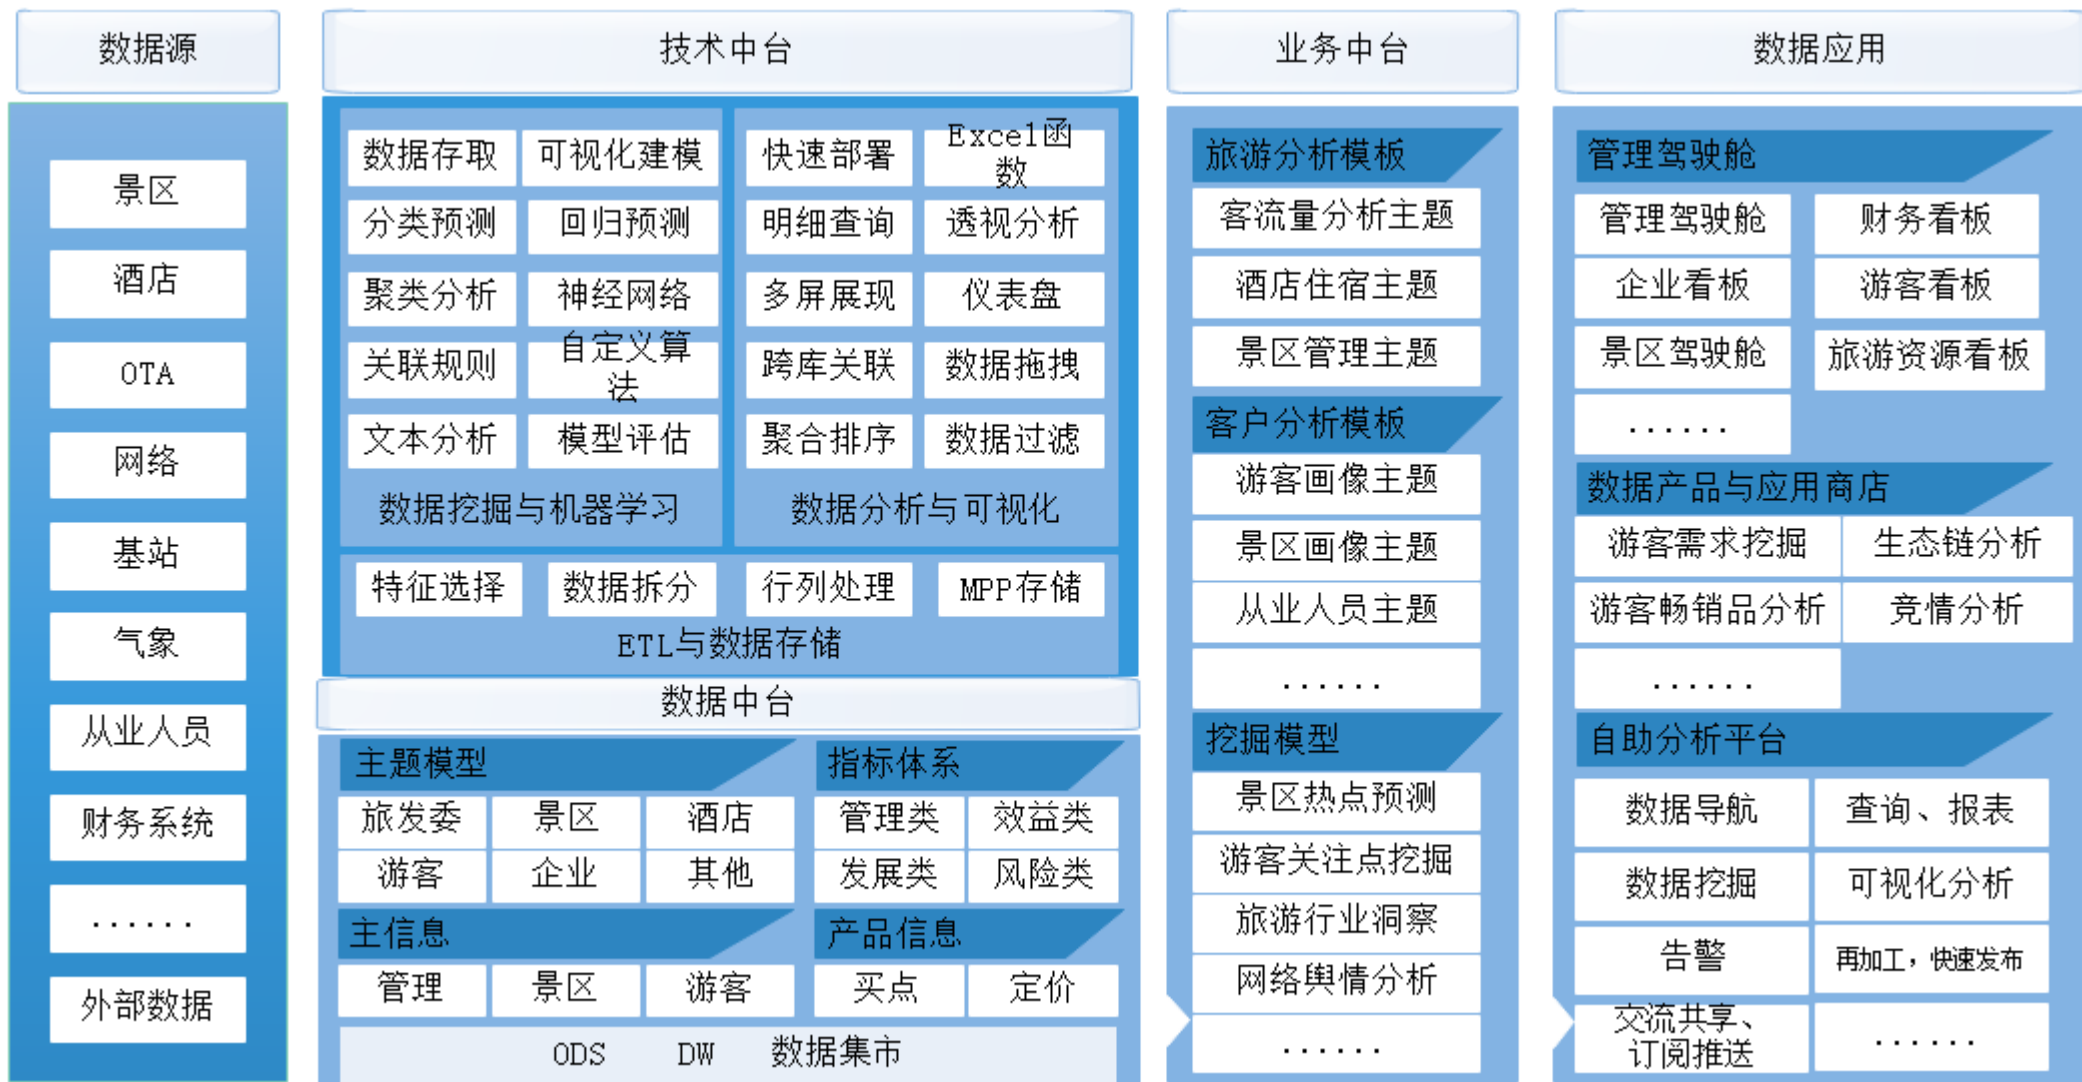 数据源
景区
酒店
OTA
网络
基站
气象
从业人员
财务系统
......
外部数据
技术中台
数据存取
可视化建模
分类预测
回归预测
聚类分析
神经网络
关联规则
自定义算
法
文本分析
模型评估
数据挖掘与机器学习
快速部署
Excel函
数
明细查询
透视分析
多屏展现
仪表盘
跨库关联
数据拖拽
聚合排序
数据过滤
数据分析与可视化
特征选择
数据拆分
行列处理
MPP存储
ETL与数据存储
数据中台
主题模型
旅发委
景区
酒店
游客
企业
其他
指标体系
管理类
效益类
发展类
风险类
主信息
管理
景区
游客
产品信息
买点
定价
ODS DW 数据集市
业务中台
旅游分析模板
客流量分析主题
酒店住宿主题
景区管理主题
客户分析模板
游客画像主题
景区画像主题
从业人员主题
......
挖掘模型
景区热点预测
游客关注点挖掘
旅游行业洞察
网络舆情分析
......
数据应用
管理驾驶舱
管理驾驶舱
财务看板
企业看板
游客看板
景区驾驶舱
旅游资源看板
......
数据产品与应用商店
游客需求挖掘
生态链分析
游客畅销品分析
竞情分析
......
自助分析平台
数据导航
查询、报表
数据挖掘
可视化分析
告警
再加工，快速发布
交流共享、
订阅推送
......